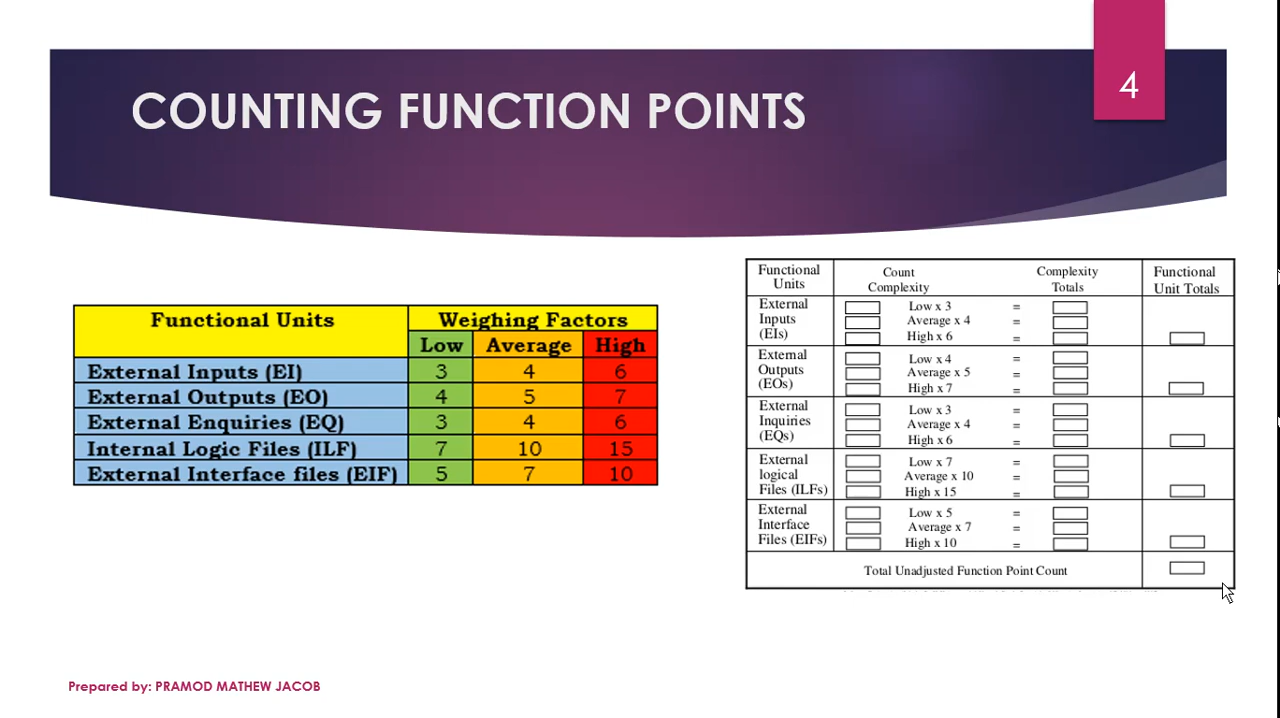 4
COUNTING FUNCTION POINTS
Functional Units Weighing Factors
Low Average High
External Inputs (EI) 3 4 6
External Outputs (EO) 4 5 7
External Enquiries (EQ) 3 4 6
Internal Logic Files (ILF) 7 10 15
External Interface files (EIF) 5 7 10
Functional Count Complexity Functional
Units Complexity Totals Unit Totals
External Low x 3 =
Inputs Average x 4 =
(EIs) High x 6 =
External Low x 4 =
Outputs Average x 5 =
(EOs) High x 7 =
External Low x 3 =
Inquiries Average x 4 =
(EQs) High x 6 =
External Low x 7 =
logical Average x 10 =
Files (ILFs) High x 15 =
External Low x 5 =
Interface Average x 7 =
Files (EIFs) High x 10 =
Total Unadjusted Function Point Count
Prepared by: PRAMOD MATHEW JACOB